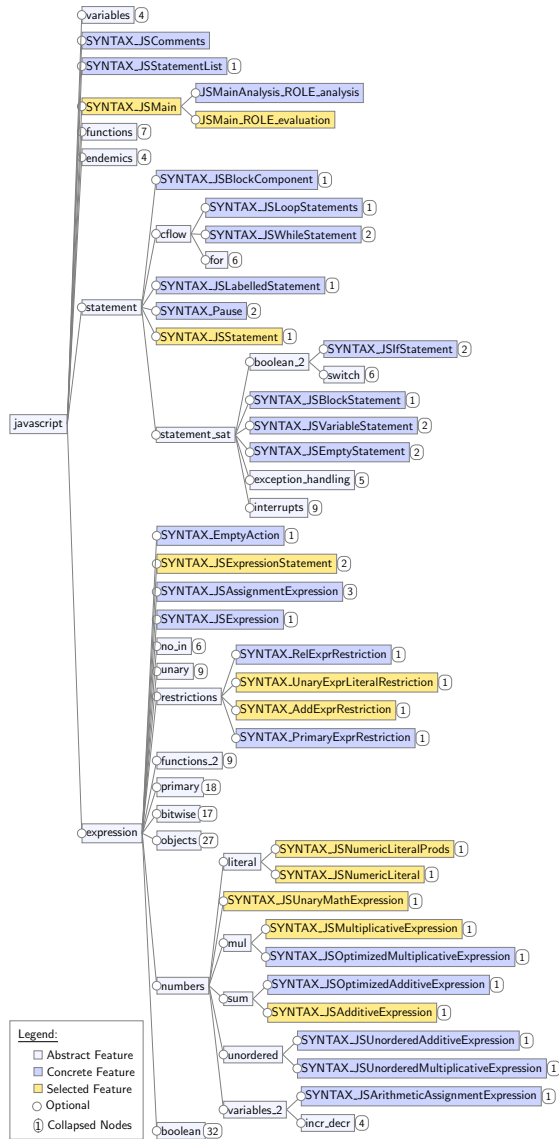 variables 4
SYNTAX_JSComments
SYNTAX_JSStatementList 1
JSMainAnalysis_ROLE_analysis
SYNTAX_JSMain
JSMain_ROLE_evaluation
functions 7
endemics 4
SYNTAX_JSBlockComponent 1
SYNTAX_JSLoopStatements 1
cflow
SYNTAX_JSWhileStatement 2
for 6
SYNTAX_JSLabelledStatement 1
statement
SYNTAX_Pause 2
SYNTAX_JSStatement 1
SYNTAX_JSIfStatement 2
boolean_2
switch 6
SYNTAX_JSBlockStatement 1
javascript
SYNTAX_JSVariableStatement 2
statement_sat
SYNTAX_JSEmptyStatement 2
exception_handling 5
interrupts 9
SYNTAX_EmptyAction 1
SYNTAX_JSExpressionStatement 2
SYNTAX_JSAssignmentExpression 3
SYNTAX_JSExpression 1
no_in 6
SYNTAX_RelExprRestriction 1
unary 9
SYNTAX_UnaryExprLiteralRestriction 1
restrictions
SYNTAX_AddExprRestriction 1
SYNTAX_PrimaryExprRestriction 1
functions_2 9
primary 18
bitwise 17
expression
objects 27
SYNTAX_JSNumericLiteralProds 1
literal
SYNTAX_JSNumericLiteral 1
SYNTAX_JSUnaryMathExpression 1
SYNTAX_JSMultiplicativeExpression 1
mul
SYNTAX_JSOptimizedMultiplicativeExpression 1
numbers
SYNTAX_JSOptimizedAdditiveExpression 1
sum
SYNTAX_JSAdditiveExpression 1
SYNTAX_JSUnorderedAdditiveExpression 1
unordered
SYNTAX_JSUnorderedMultiplicativeExpression 1
SYNTAX_JSArithmeticAssignmentExpression 1
variables_2
incr_decr 4
boolean 32
Legend:
Abstract Feature
Concrete Feature
Selected Feature
Optional
1 Collapsed Nodes